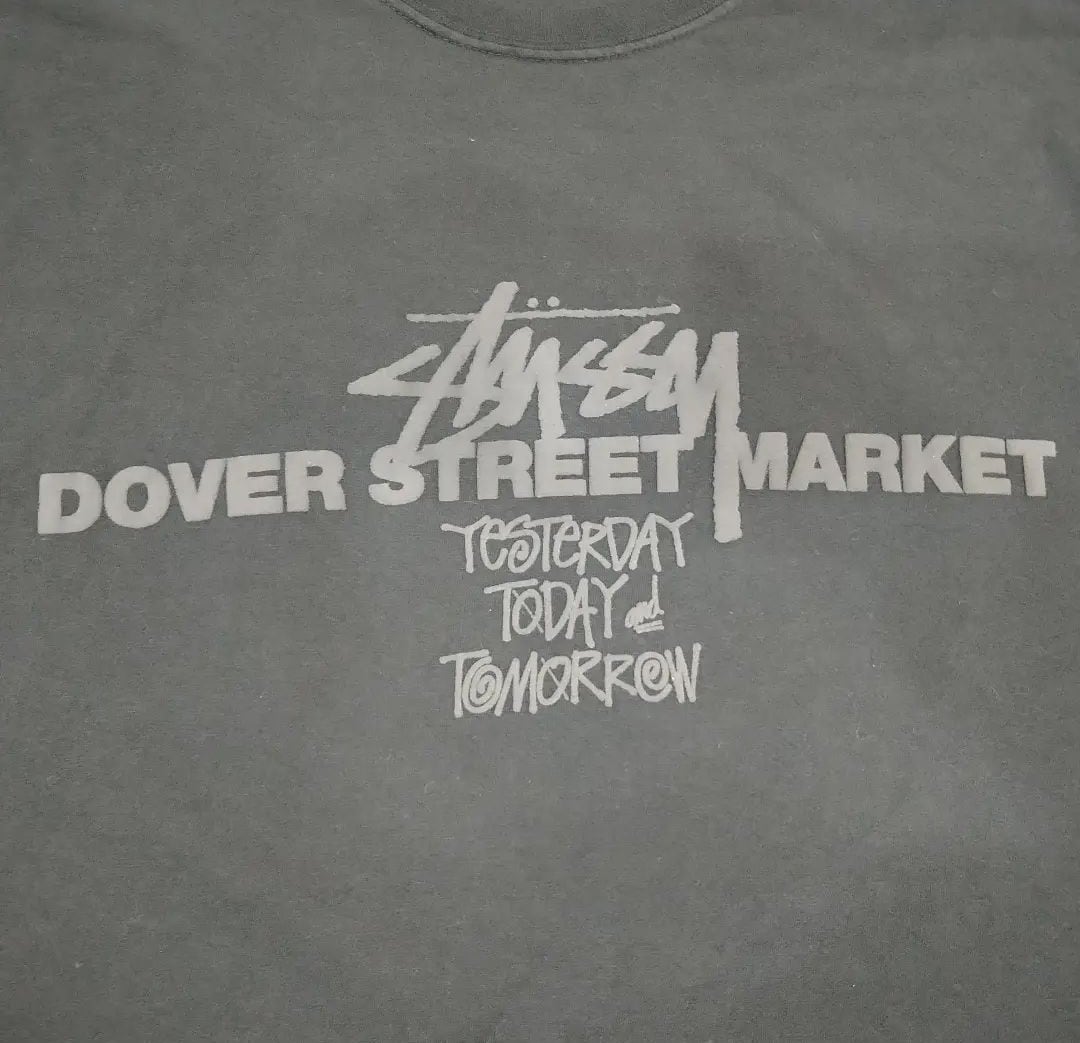 Stüssy
DOVER STREET MARKET
YESTERDAY
TODAY and
TOMORROW